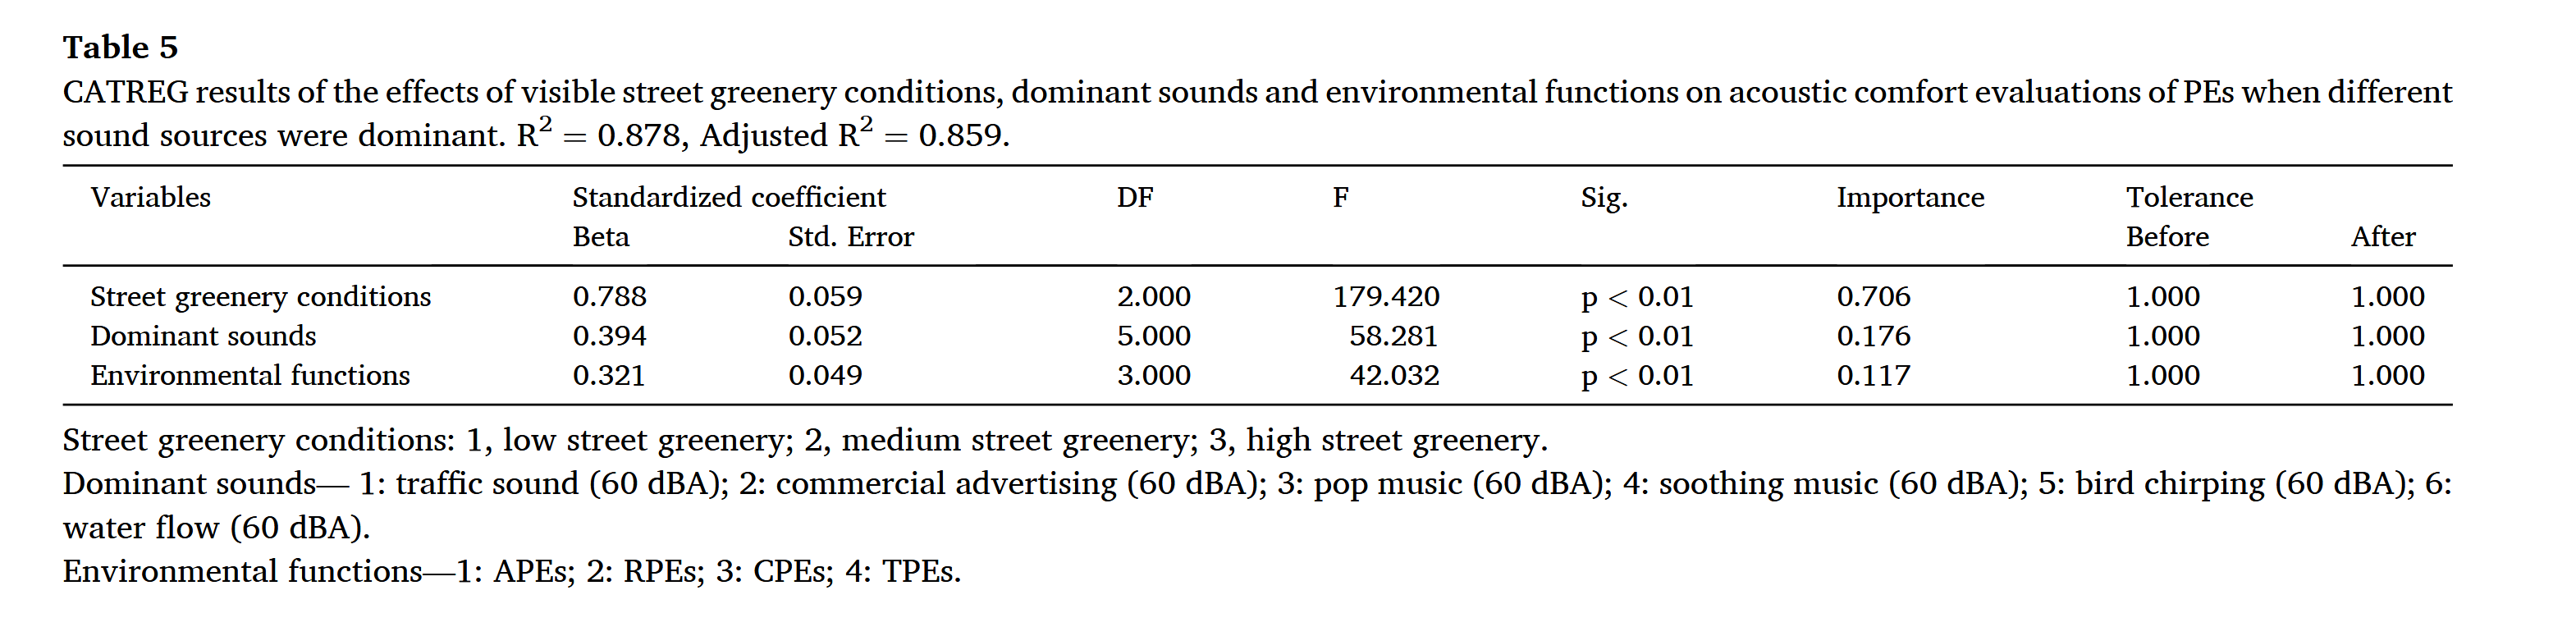 Table 5
CATREG results of the effects of visible street greenery conditions, dominant sounds and environmental functions on acoustic comfort evaluations of PEs when different
sound sources were dominant. R² = 0.878, Adjusted R² = 0.859.
Variables Standardized coefficient DF F Sig. Importance Tolerance
Beta Std. Error Before After
Street greenery conditions 0.788 0.059 2.000 179.420 p < 0.01 0.706 1.000 1.000
Dominant sounds 0.394 0.052 5.000 58.281 p < 0.01 0.176 1.000 1.000
Environmental functions 0.321 0.049 3.000 42.032 p < 0.01 0.117 1.000 1.000
Street greenery conditions: 1, low street greenery; 2, medium street greenery; 3, high street greenery.
Dominant sounds— 1: traffic sound (60 dBA); 2: commercial advertising (60 dBA); 3: pop music (60 dBA); 4: soothing music (60 dBA); 5: bird chirping (60 dBA); 6:
water flow (60 dBA).
Environmental functions—1: APEs; 2: RPEs; 3: CPEs; 4: TPEs.